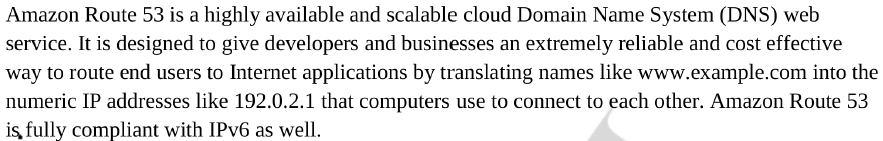 Amazon Route 53 is a highly available and scalable cloud Domain Name System (DNS) web
service. It is designed to give developers and businesses an extremely reliable and cost effective
way to route end users to Internet applications by translating names like www.example.com into the
numeric IP addresses like 192.0.2.1 that computers use to connect to each other. Amazon Route 53
is fully compliant with IPv6 as well.